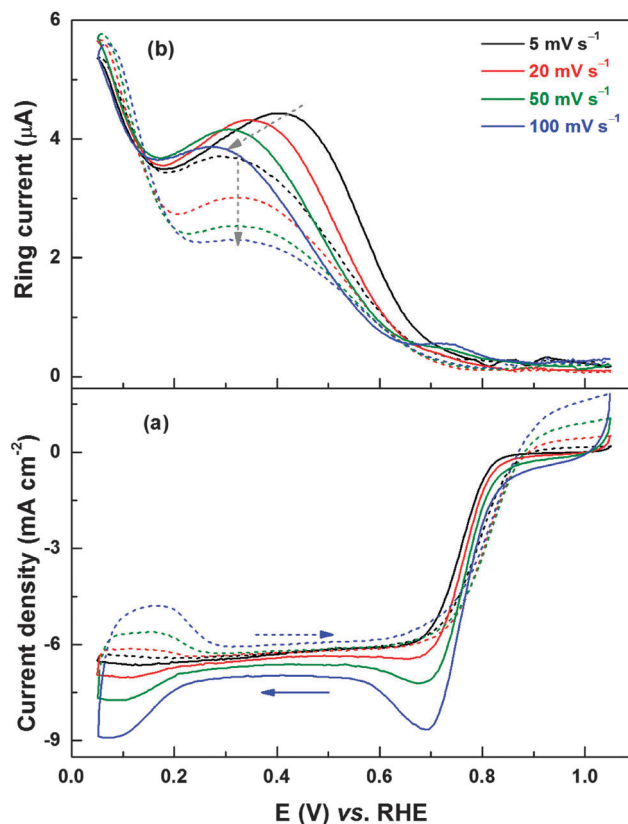 6
(b)
5 mV s⁻¹
20 mV s⁻¹
50 mV s⁻¹
100 mV s⁻¹
4
2
0
Ring current (μA)
(a)
0
-3
-6
-9
Current density (mA cm⁻²)
0.0 0.2 0.4 0.6 0.8 1.0
E (V) vs. RHE